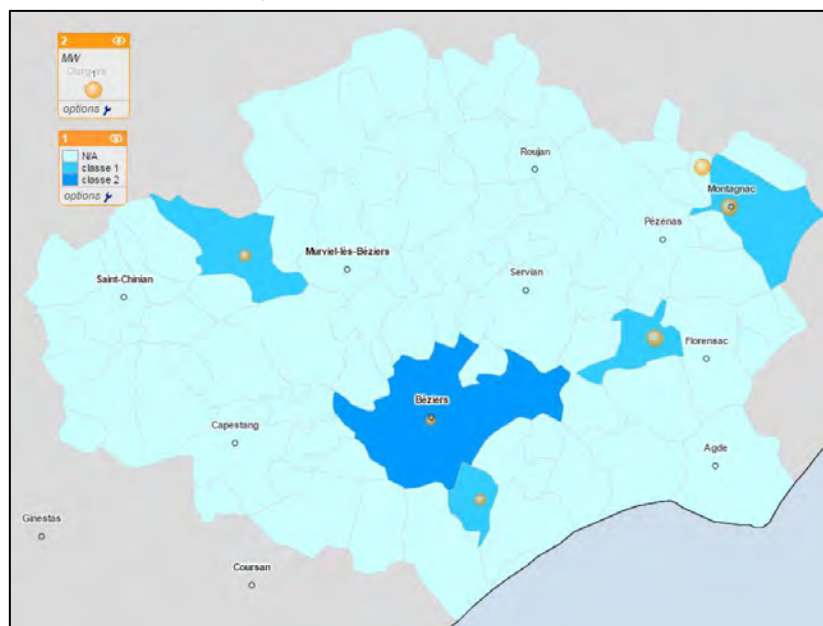 2
MW
1
options
1
N/A
classe 1
classe 2
options
Roujan
Montagnac
Pézenas
Murviel-lès-Béziers
Saint-Chinian
Servian
Florensac
Béziers
Capestang
Agde
Ginestas
Coursan